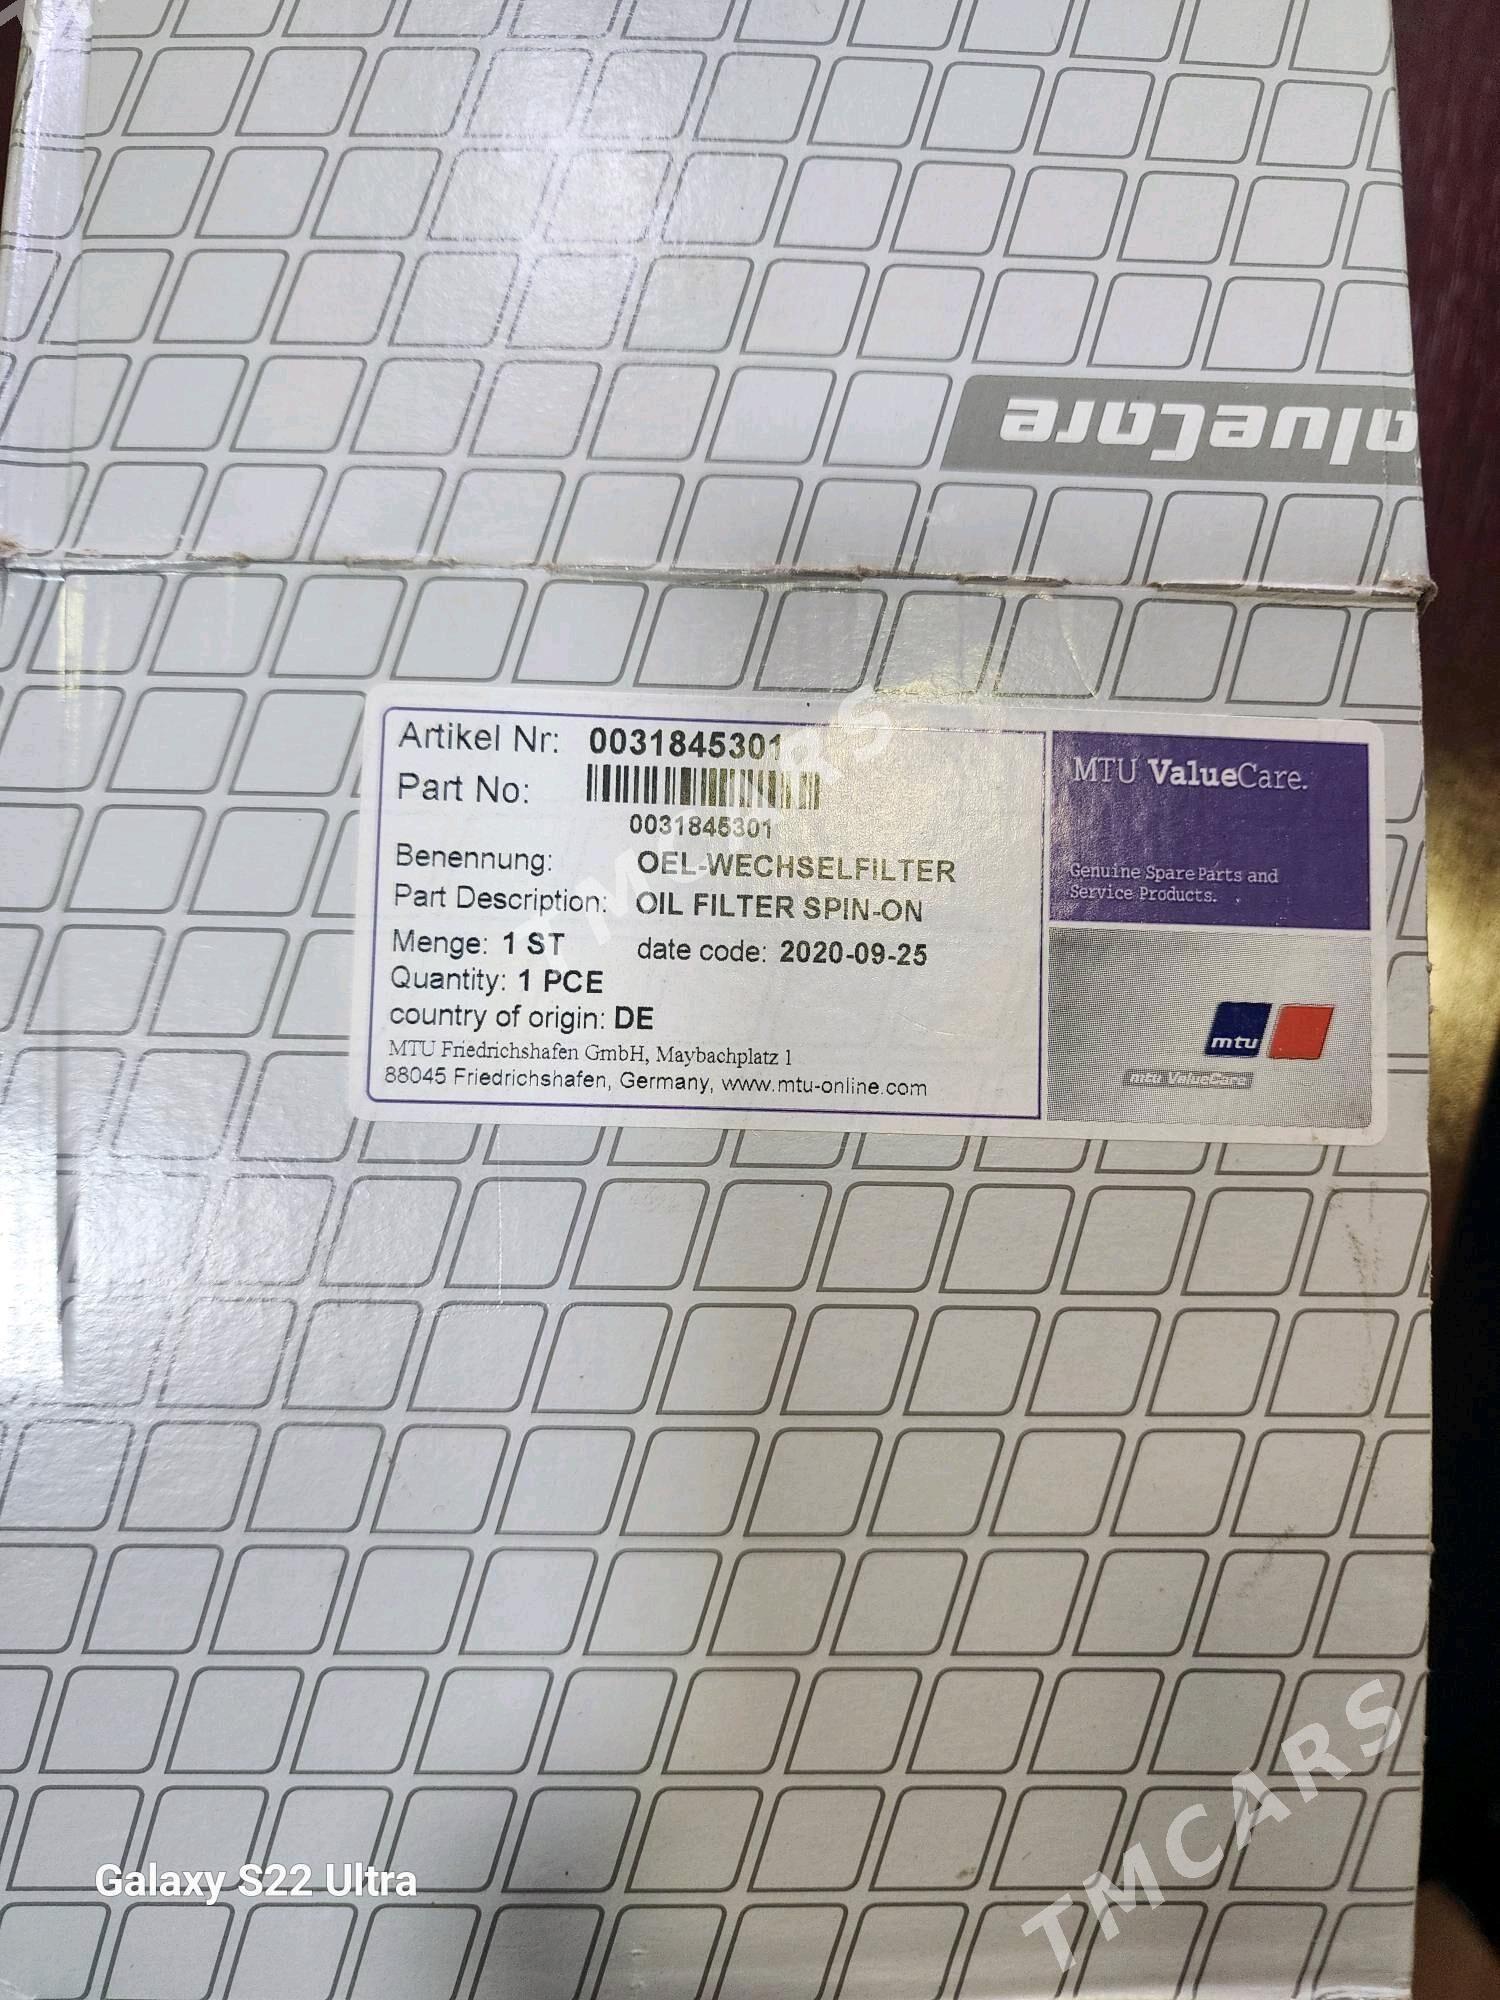 alueCare
Artikel Nr: 0031845301
Part No:
0031845301
Benennung: OEL-WECHSELFILTER
Part Description: OIL FILTER SPIN-ON
Menge: 1 ST date code: 2020-09-25
Quantity: 1 PCE
country of origin: DE
MTU Friedrichshafen GmbH, Maybachplatz 1
88045 Friedrichshafen, Germany, www.mtu-online.com
MTU ValueCare.
Genuine Spare Parts and
Service Products.
mtu
mtu ValueCare
TMCARS
Galaxy S22 Ultra
TMCARS